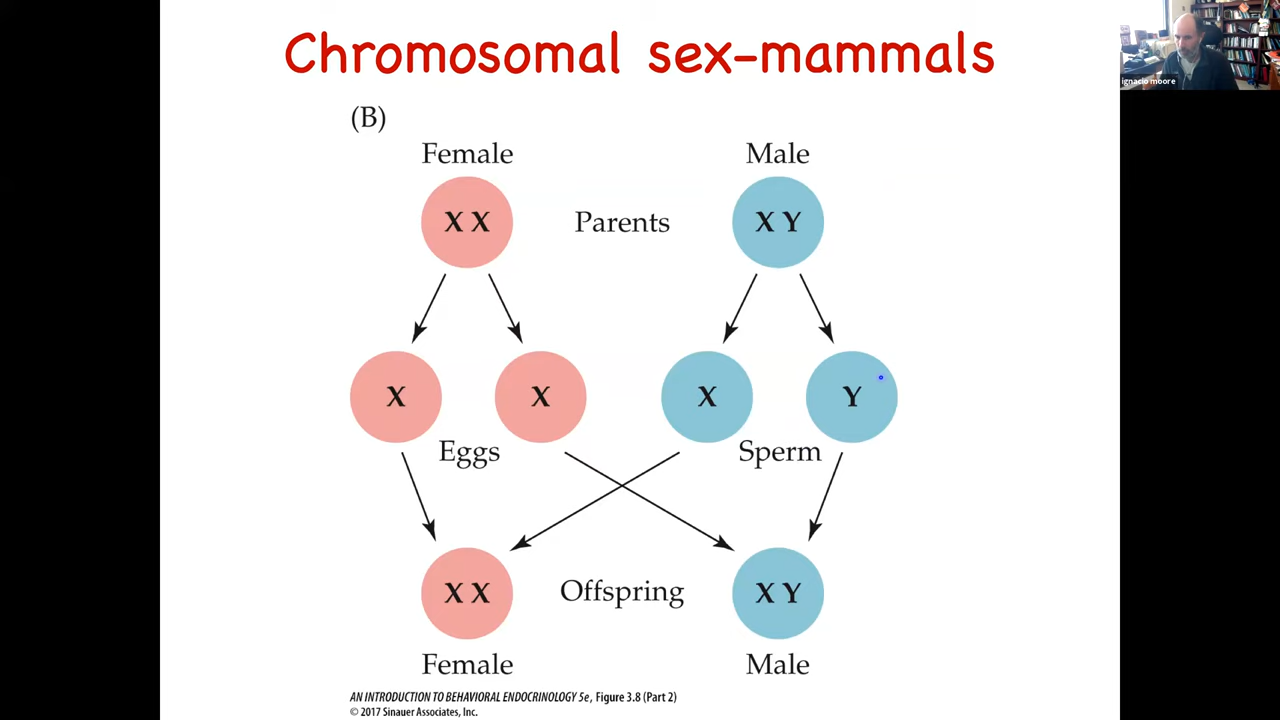 Chromosomal sex-mammals
ignacio moore
(B)
Female
Male
X X
Parents
X Y
X
X
X
Y
Eggs
Sperm
X X
Offspring
X Y
Female
Male
AN INTRODUCTION TO BEHAVIORAL ENDOCRINOLOGY 5e, Figure 3.8 (Part 2)
© 2017 Sinauer Associates, Inc.